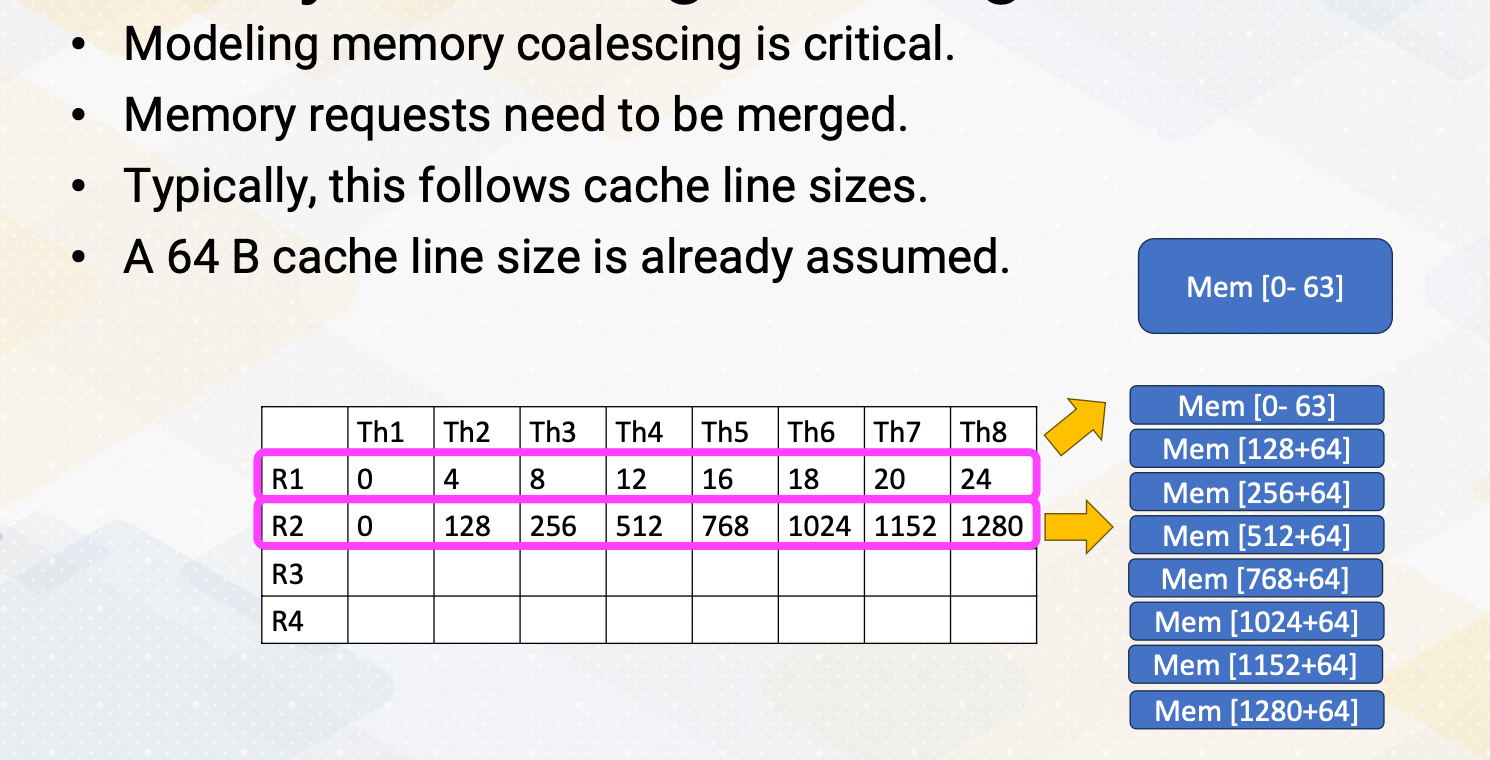 • Modeling memory coalescing is critical.
• Memory requests need to be merged.
• Typically, this follows cache line sizes.
• A 64 B cache line size is already assumed.
Mem [0- 63]
Th1 Th2 Th3 Th4 Th5 Th6 Th7 Th8
R1 0 4 8 12 16 18 20 24
R2 0 128 256 512 768 1024 1152 1280
R3
R4
Mem [0- 63]
Mem [128+64]
Mem [256+64]
Mem [512+64]
Mem [768+64]
Mem [1024+64]
Mem [1152+64]
Mem [1280+64]